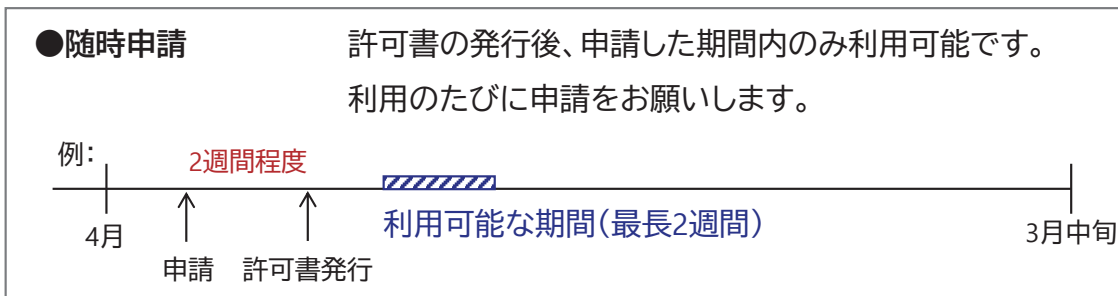 ●随時申請 許可書の発行後、申請した期間内のみ利用可能です。
利用のたびに申請をお願いします。
例：
2週間程度
4月
利用可能な期間（最長2週間）
3月中旬
申請
許可書発行